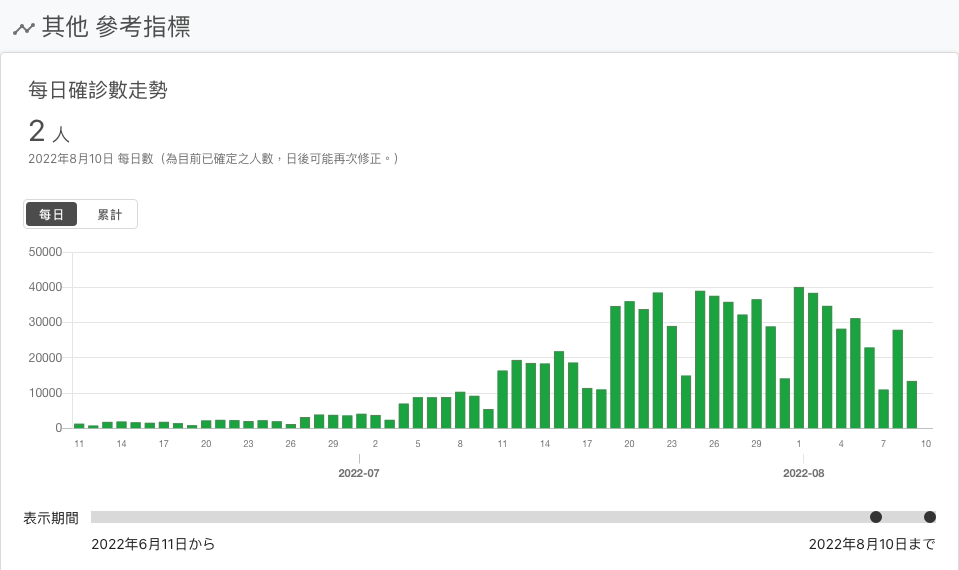 其他 參考指標
每日確診數走勢
2 人
2022年8月10日 每日數（為目前已確定之人數，日後可能再次修正。）
每日 累計
50000
40000
30000
20000
10000
0
11 14 17 20 23 26 29 2 5 8 11 14 17 20 23 26 29 1 4 7 10
2022-07 2022-08
表示期間
2022年6月11日から 2022年8月10日まで